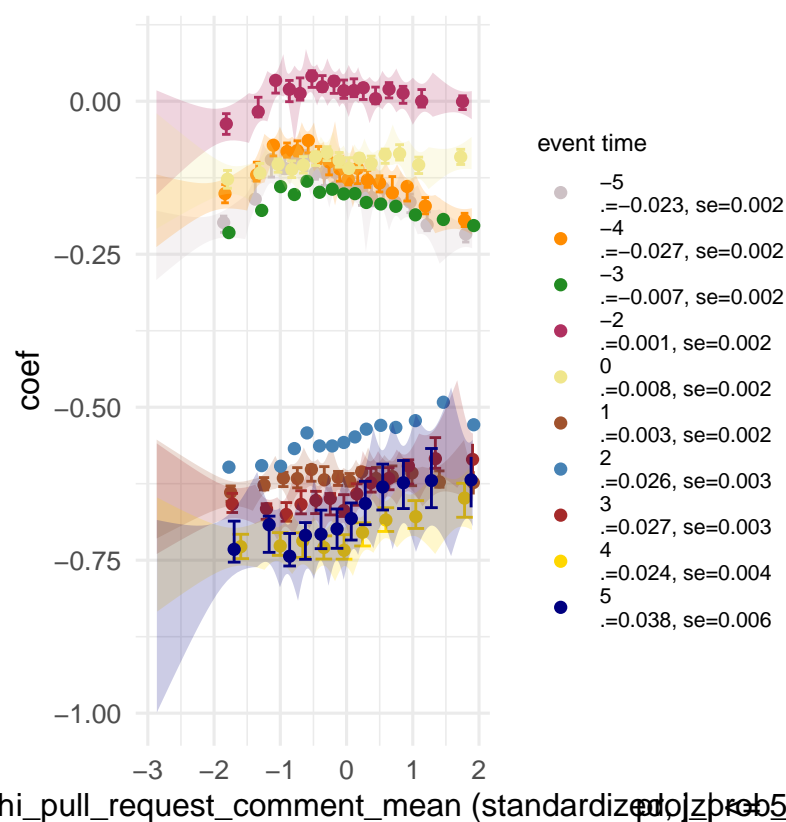 event time
−5
.=−0.023, se=0.002
−4
.=−0.027, se=0.002
−3
.=−0.007, se=0.002
−2
.=0.001, se=0.002
0
.=0.008, se=0.002
1
.=0.003, se=0.002
2
.=0.026, se=0.003
3
.=0.027, se=0.003
4
.=0.024, se=0.004
5
.=0.038, se=0.006
coef
0.00
−0.25
−0.50
−0.75
−1.00
−3 −2 −1 0 1 2
hi_pull_request_comment_mean (standardized,